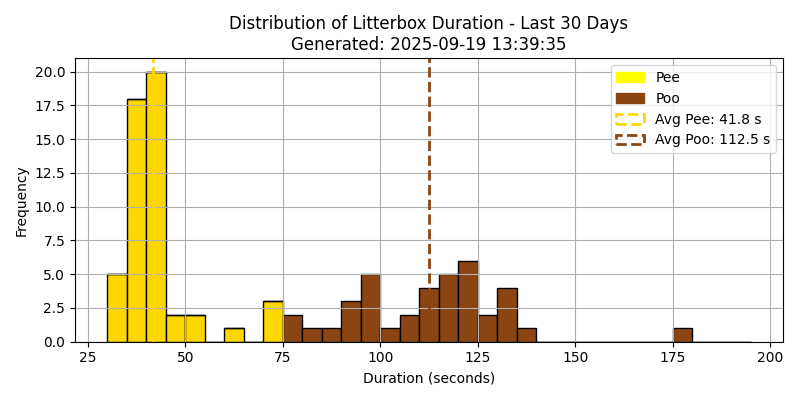 Distribution of Litterbox Duration - Last 30 Days
Generated: 2025-09-19 13:39:35
Pee
Poo
Avg Pee: 41.8 s
Avg Poo: 112.5 s
Frequency
20.0
17.5
15.0
12.5
10.0
7.5
5.0
2.5
0.0
25 50 75 100 125 150 175 200
Duration (seconds)